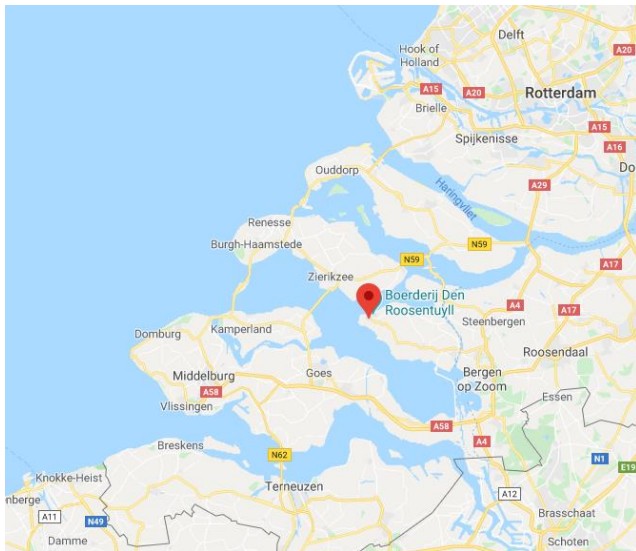 Delft
Hook of
Holland
A20
A15
A20
Rotterdam
Brielle
A15
Spijkenisse
A16
Do
Ouddorp
A29
Haringvliet
Renesse
Burgh-Haamstede
N59
N59
Zierikzee
A17
Boerderij Den
Roosentuyll
A4
A17
Steenbergen
Domburg
Kamperland
Roosendaal
Middelburg
Goes
Bergen
op Zoom
A58
Essen
Vlissingen
A58
A4
Breskens
N62
N1
E19
Knokke-Heist
Terneuzen
A12
enberge
Brasschaat
A11
N49
Damme
Schoten